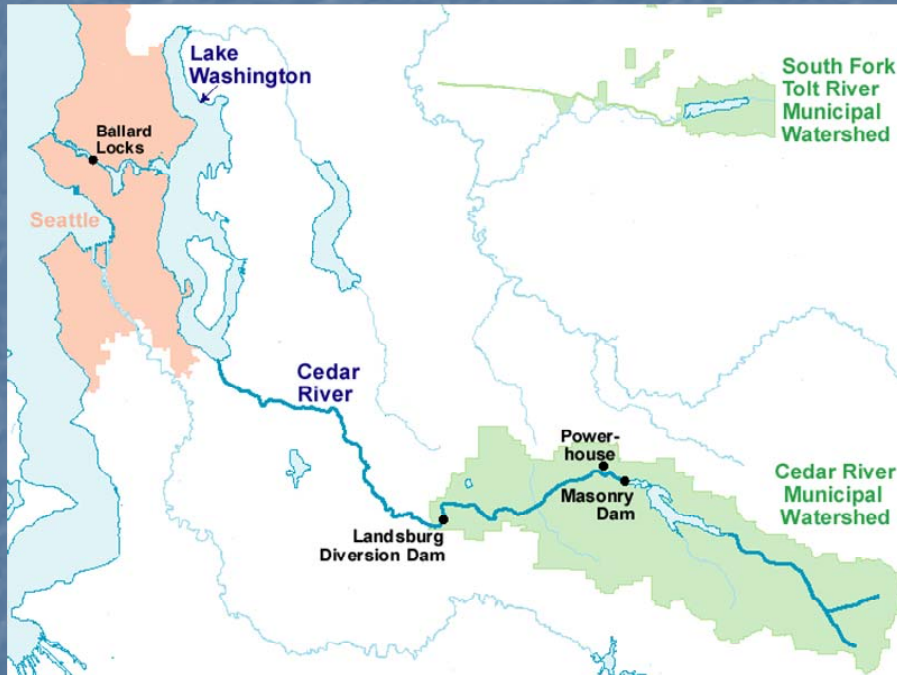 Lake
Washington
South Fork
Tolt River
Municipal
Watershed
Ballard
Locks
Seattle
Cedar
River
Power-
house
Masonry
Dam
Cedar River
Municipal
Watershed
Landsburg
Diversion Dam